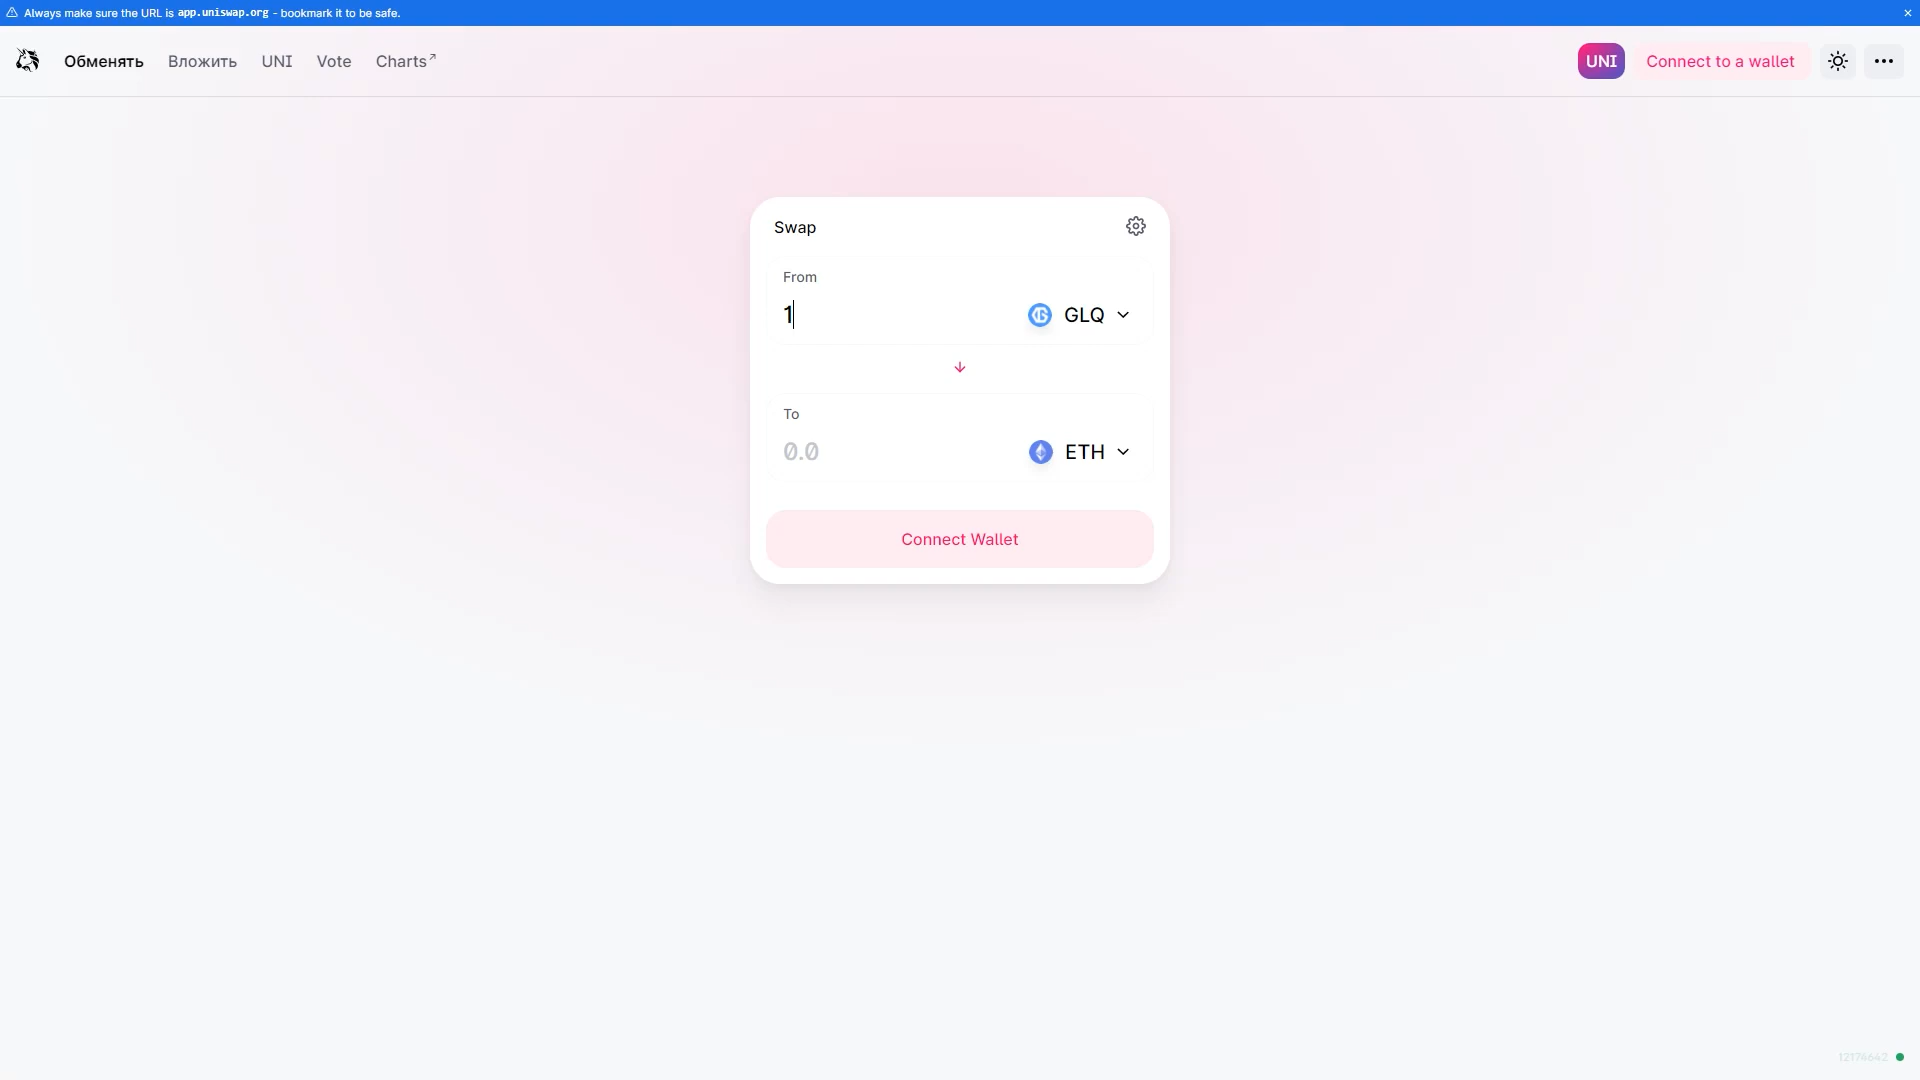 Always make sure the URL is app.uniswap.org - bookmark it to be safe.
Обменять Вложить UNI Vote Charts↗
UNI Connect to a wallet
Swap
From
1 GLQ
To
0.0 ETH
Connect Wallet
12174642